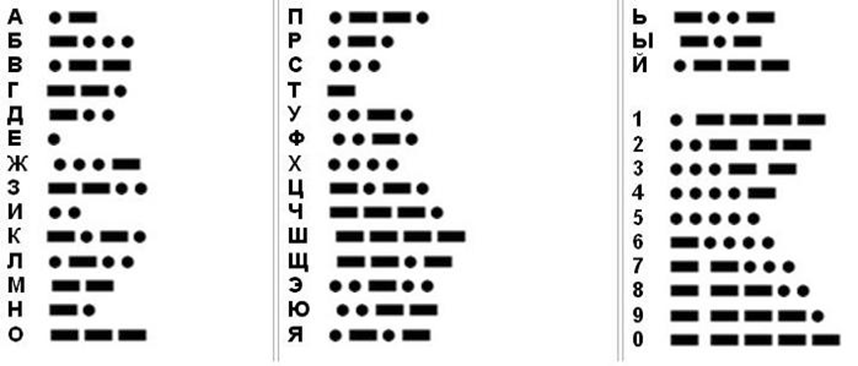 А
Б
В
Г
Д
Е
Ж
З
И
К
Л
М
Н
О
П
Р
С
Т
У
Ф
Х
Ц
Ч
Ш
Щ
Э
Ю
Я
Ь
Ы
Й
1
2
3
4
5
6
7
8
9
0